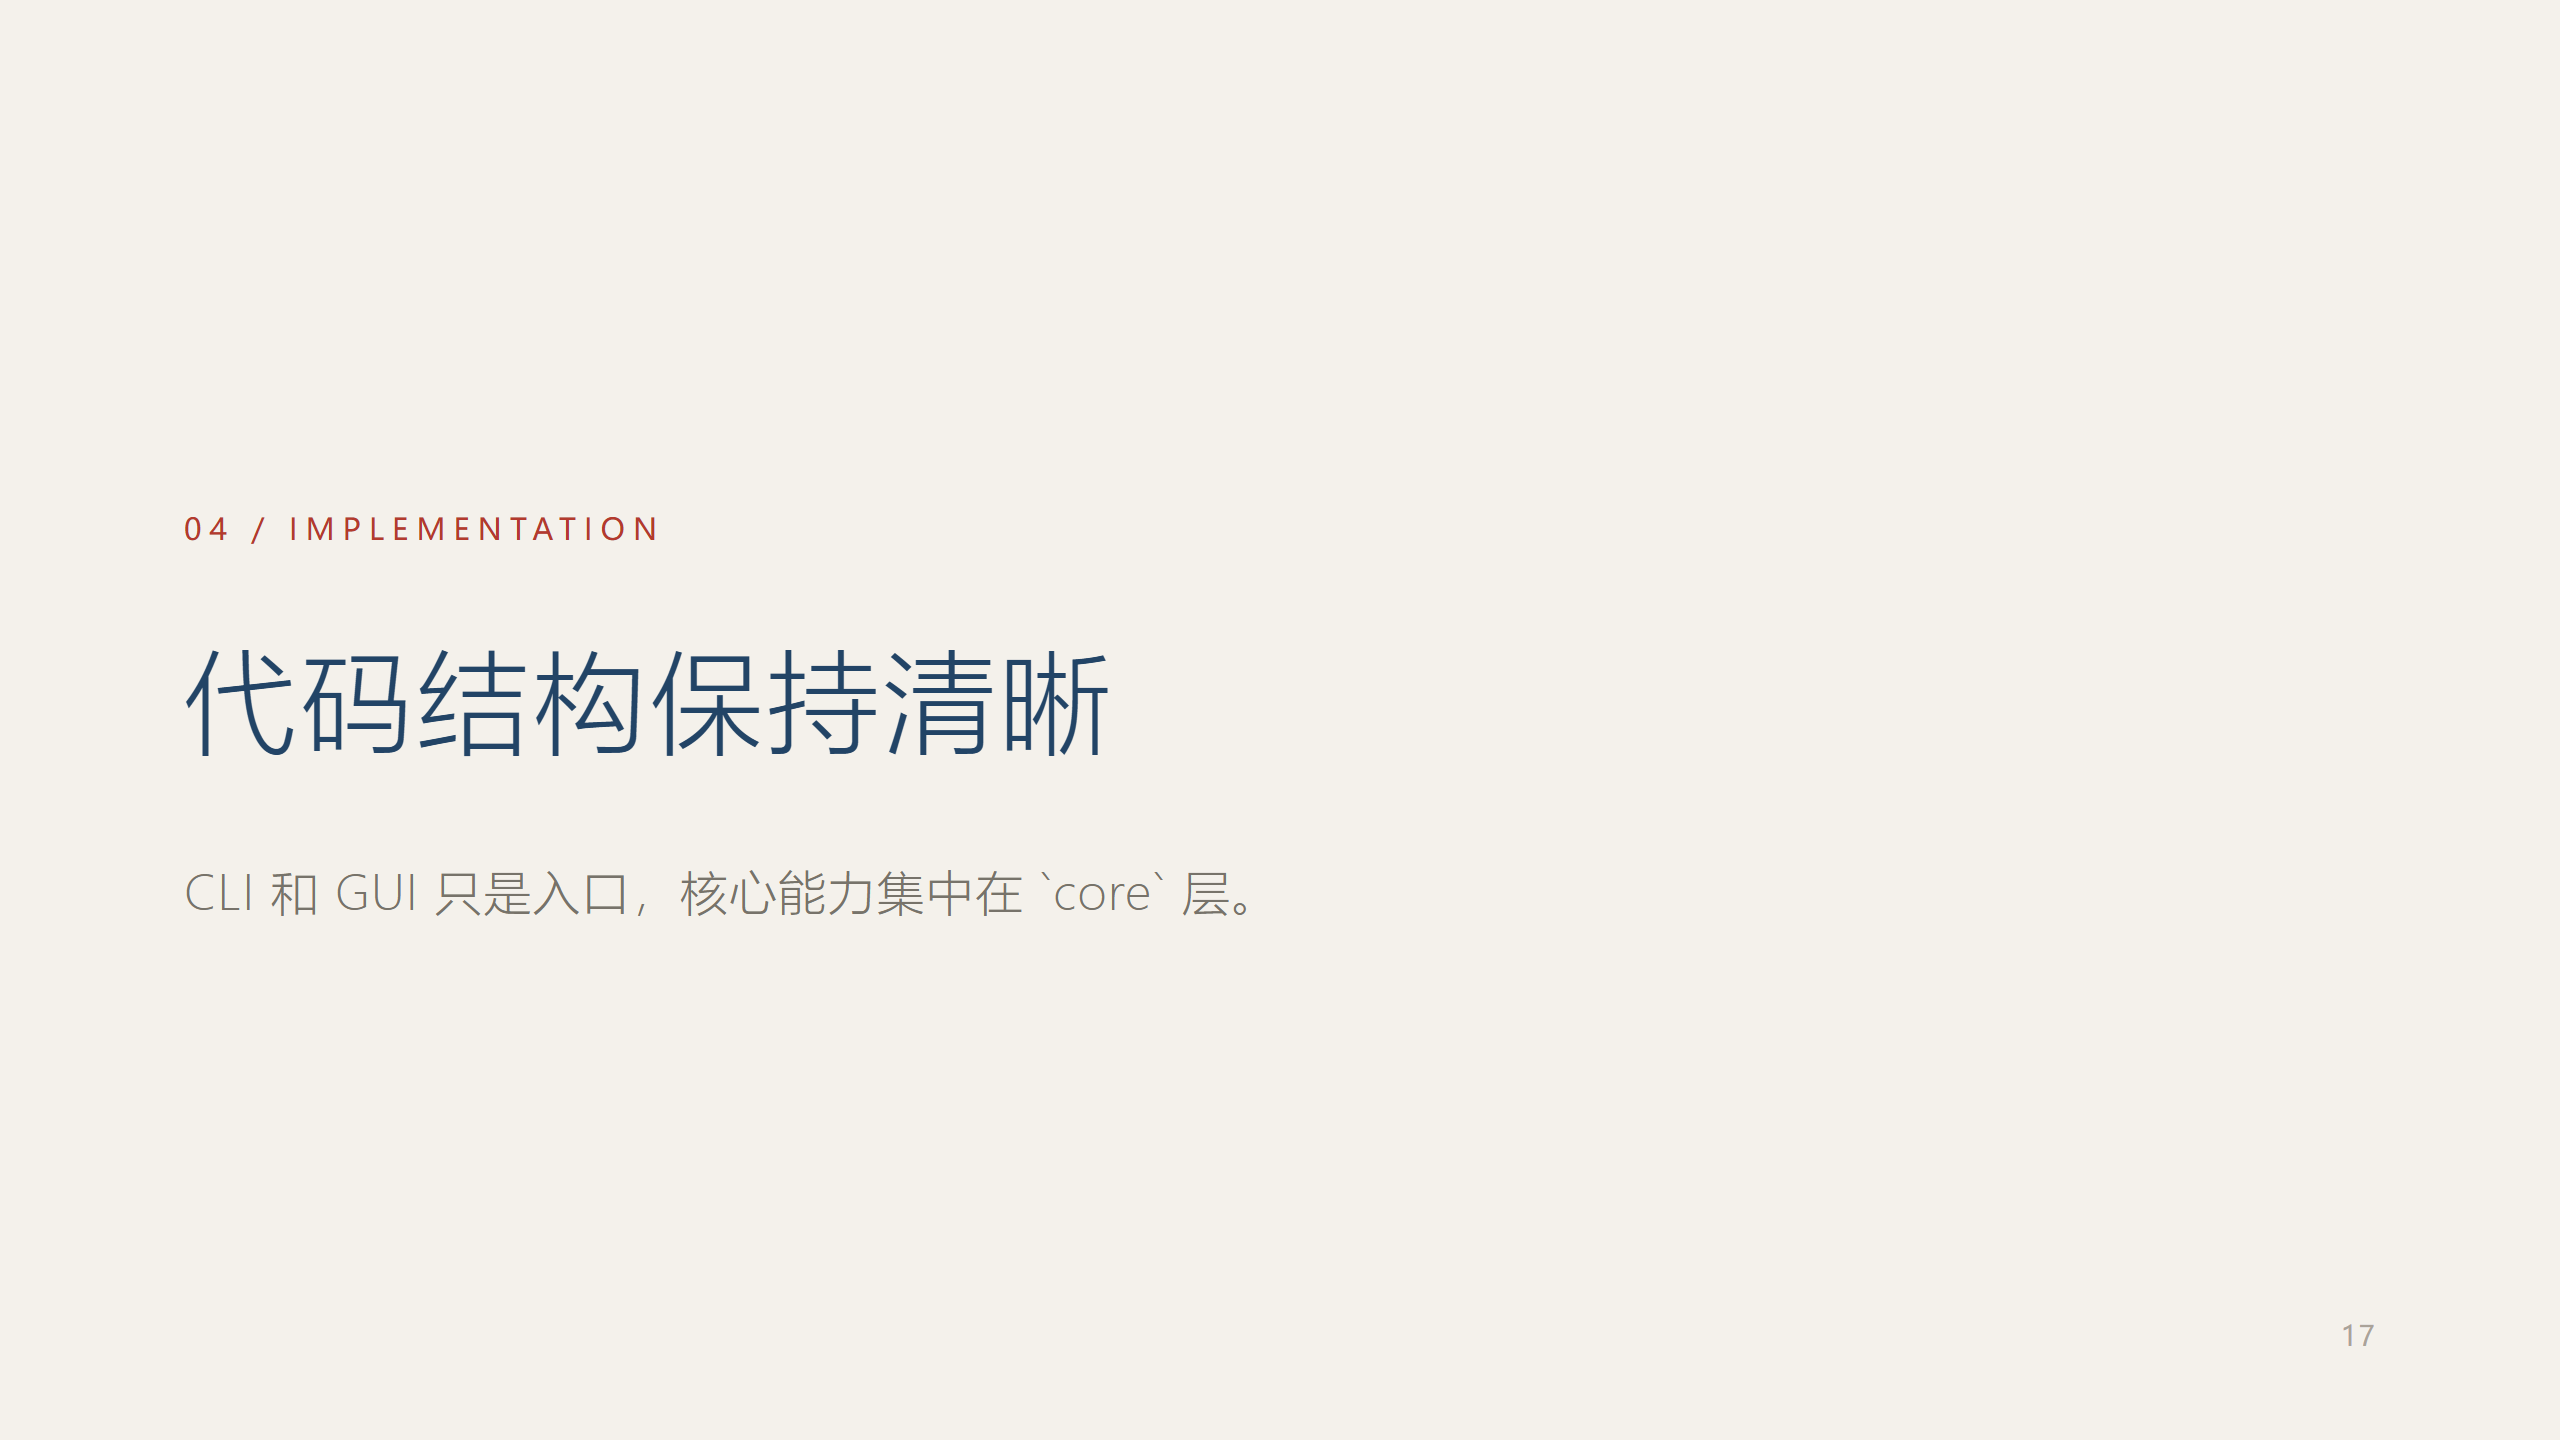 04 / IMPLEMENTATION
代码结构保持清晰
CLI 和 GUI 只是入口，核心能力集中在 `core` 层。
17